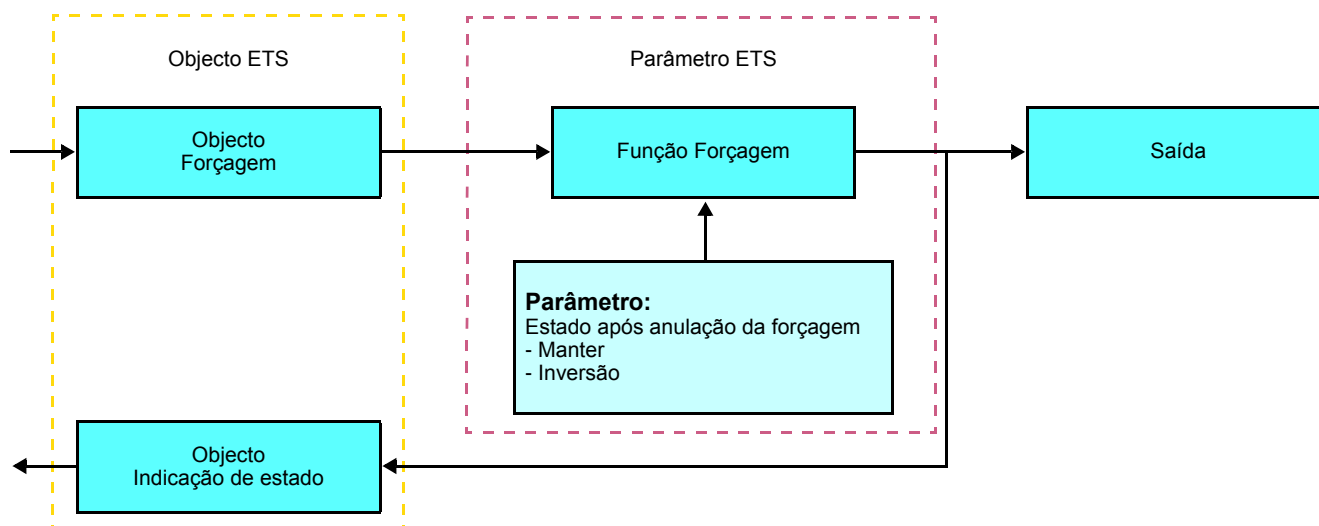 Objecto ETS
Parâmetro ETS
Objecto
Forçagem
Função Forçagem
Saída
Parâmetro:
Estado após anulação da forçagem
- Manter
- Inversão
Objecto
Indicação de estado